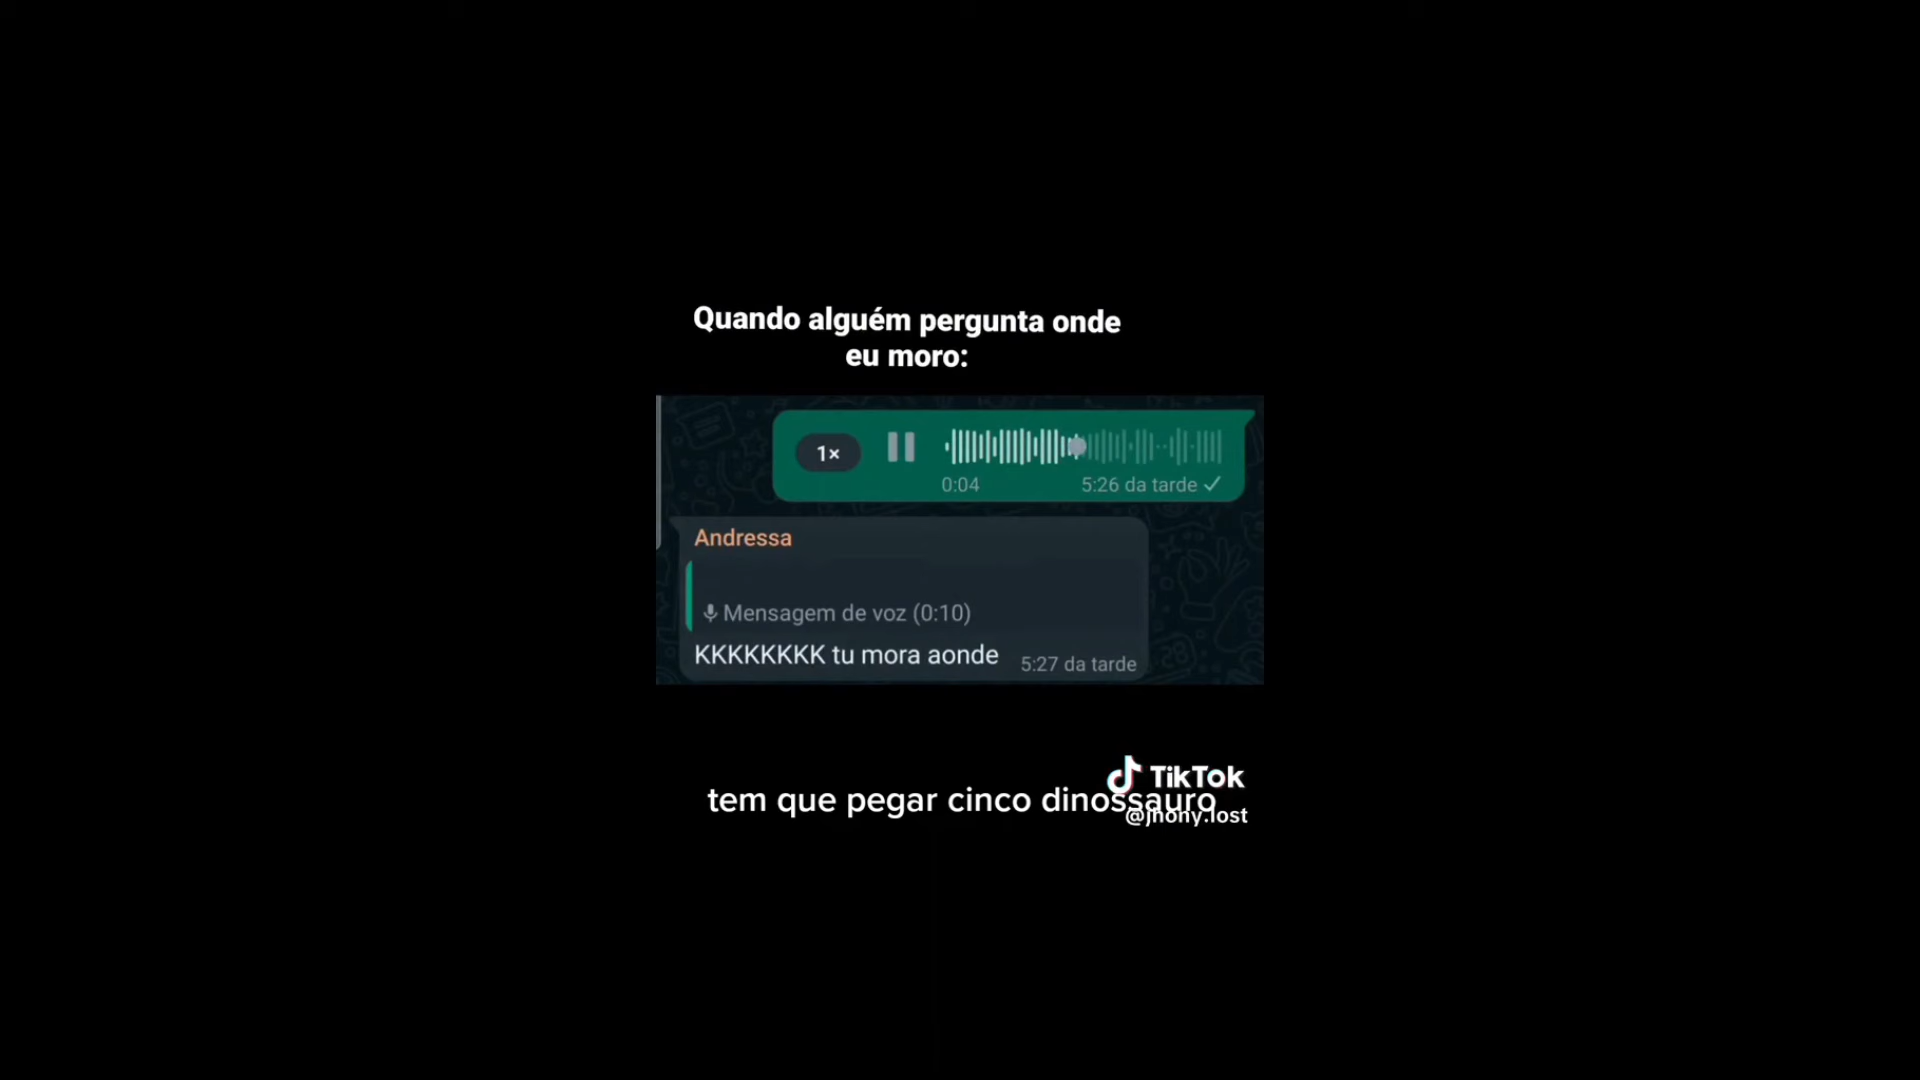 Quando alguém pergunta onde
eu moro:
1×
0:04
5:26 da tarde
Andressa
Mensagem de voz (0:10)
KKKKKKKK tu mora aonde
5:27 da tarde
TikTok
tem que pegar cinco dinossauro
@jhony.lost